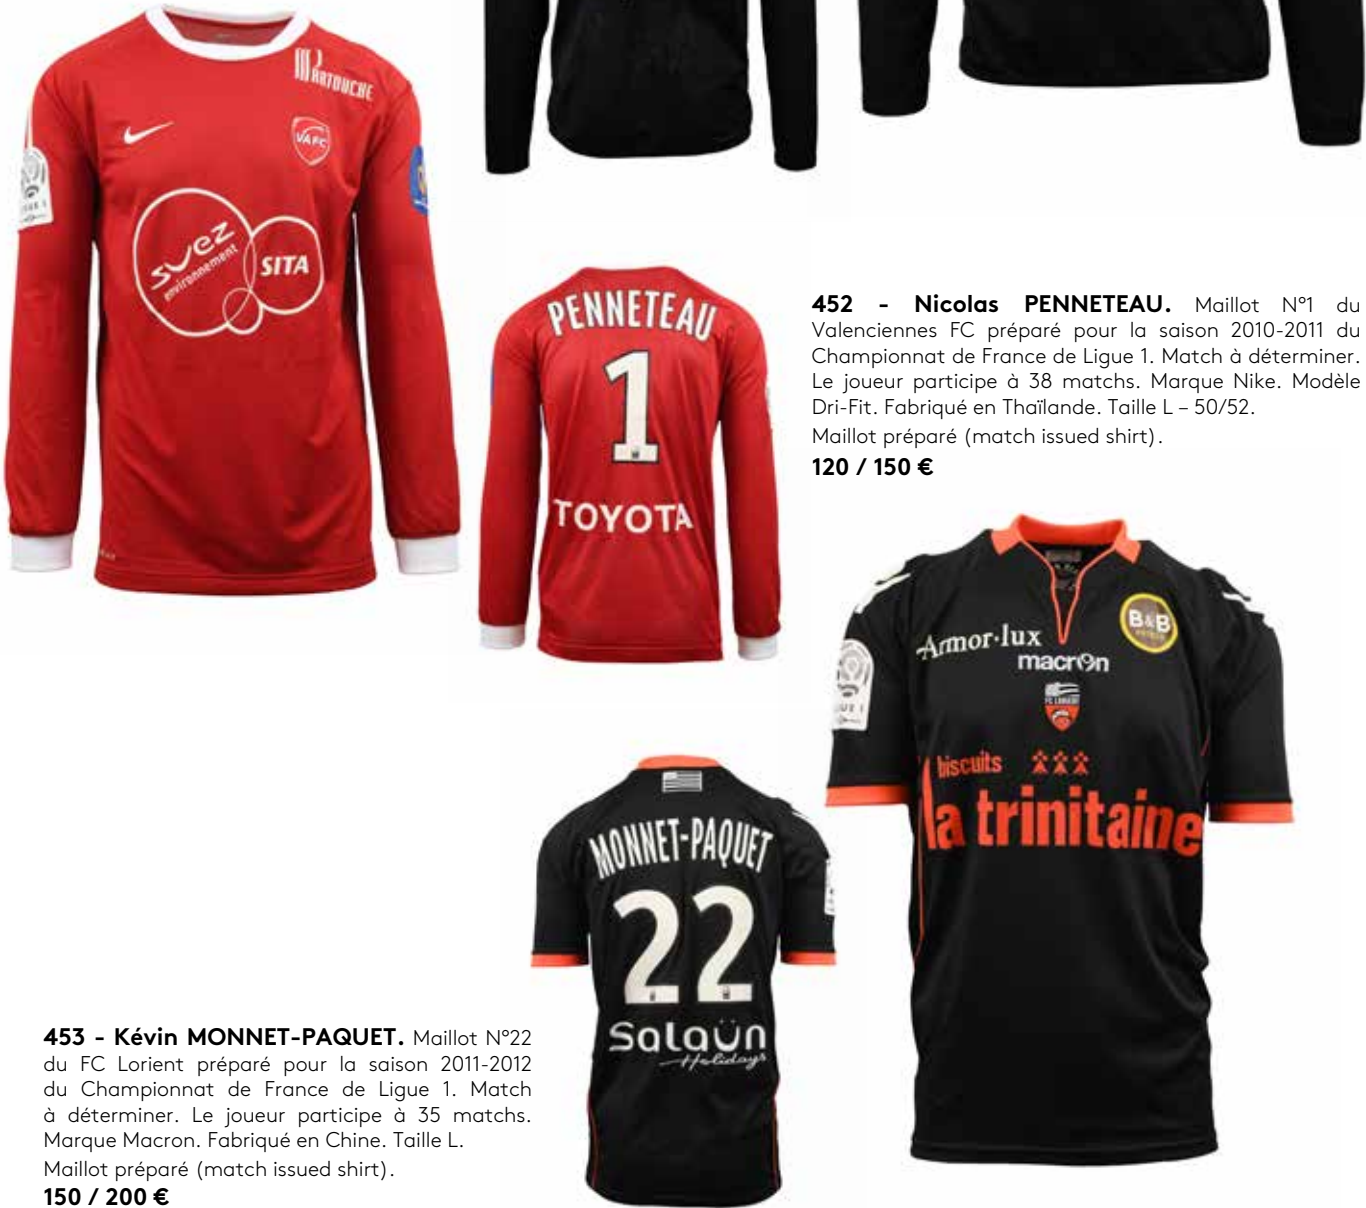 PARTOUCHE
VAFC
suez
environnement
SITA
PENNETEAU
1
TOYOTA
452 - Nicolas PENNETEAU. Maillot N°1 du
Valenciennes FC préparé pour la saison 2010-2011 du
Championnat de France de Ligue 1. Match à déterminer.
Le joueur participe à 38 matchs. Marque Nike. Modèle
Dri-Fit. Fabriqué en Thaïlande. Taille L – 50/52.
Maillot préparé (match issued shirt).
120 / 150 €
Armor·lux
B&B
HOTELS
macron
FC LORIENT
biscuits
la trinitaine
MONNET-PAQUET
22
Salaün
Holidays
453 - Kévin MONNET-PAQUET. Maillot N°22
du FC Lorient préparé pour la saison 2011-2012
du Championnat de France de Ligue 1. Match
à déterminer. Le joueur participe à 35 matchs.
Marque Macron. Fabriqué en Chine. Taille L.
Maillot préparé (match issued shirt).
150 / 200 €